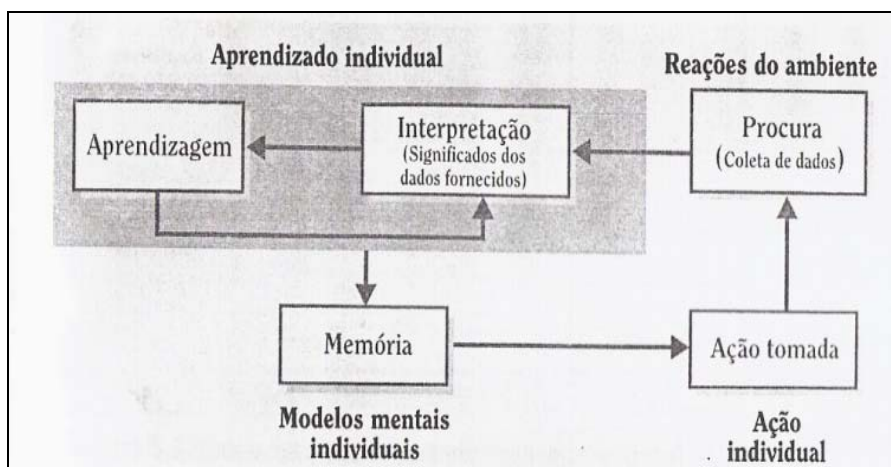 Aprendizado individual
Reações do ambiente
Aprendizagem
Interpretação
(Significados dos
dados fornecidos)
Procura
(Coleta de dados)
Memória
Ação tomada
Modelos mentais
individuais
Ação
individual